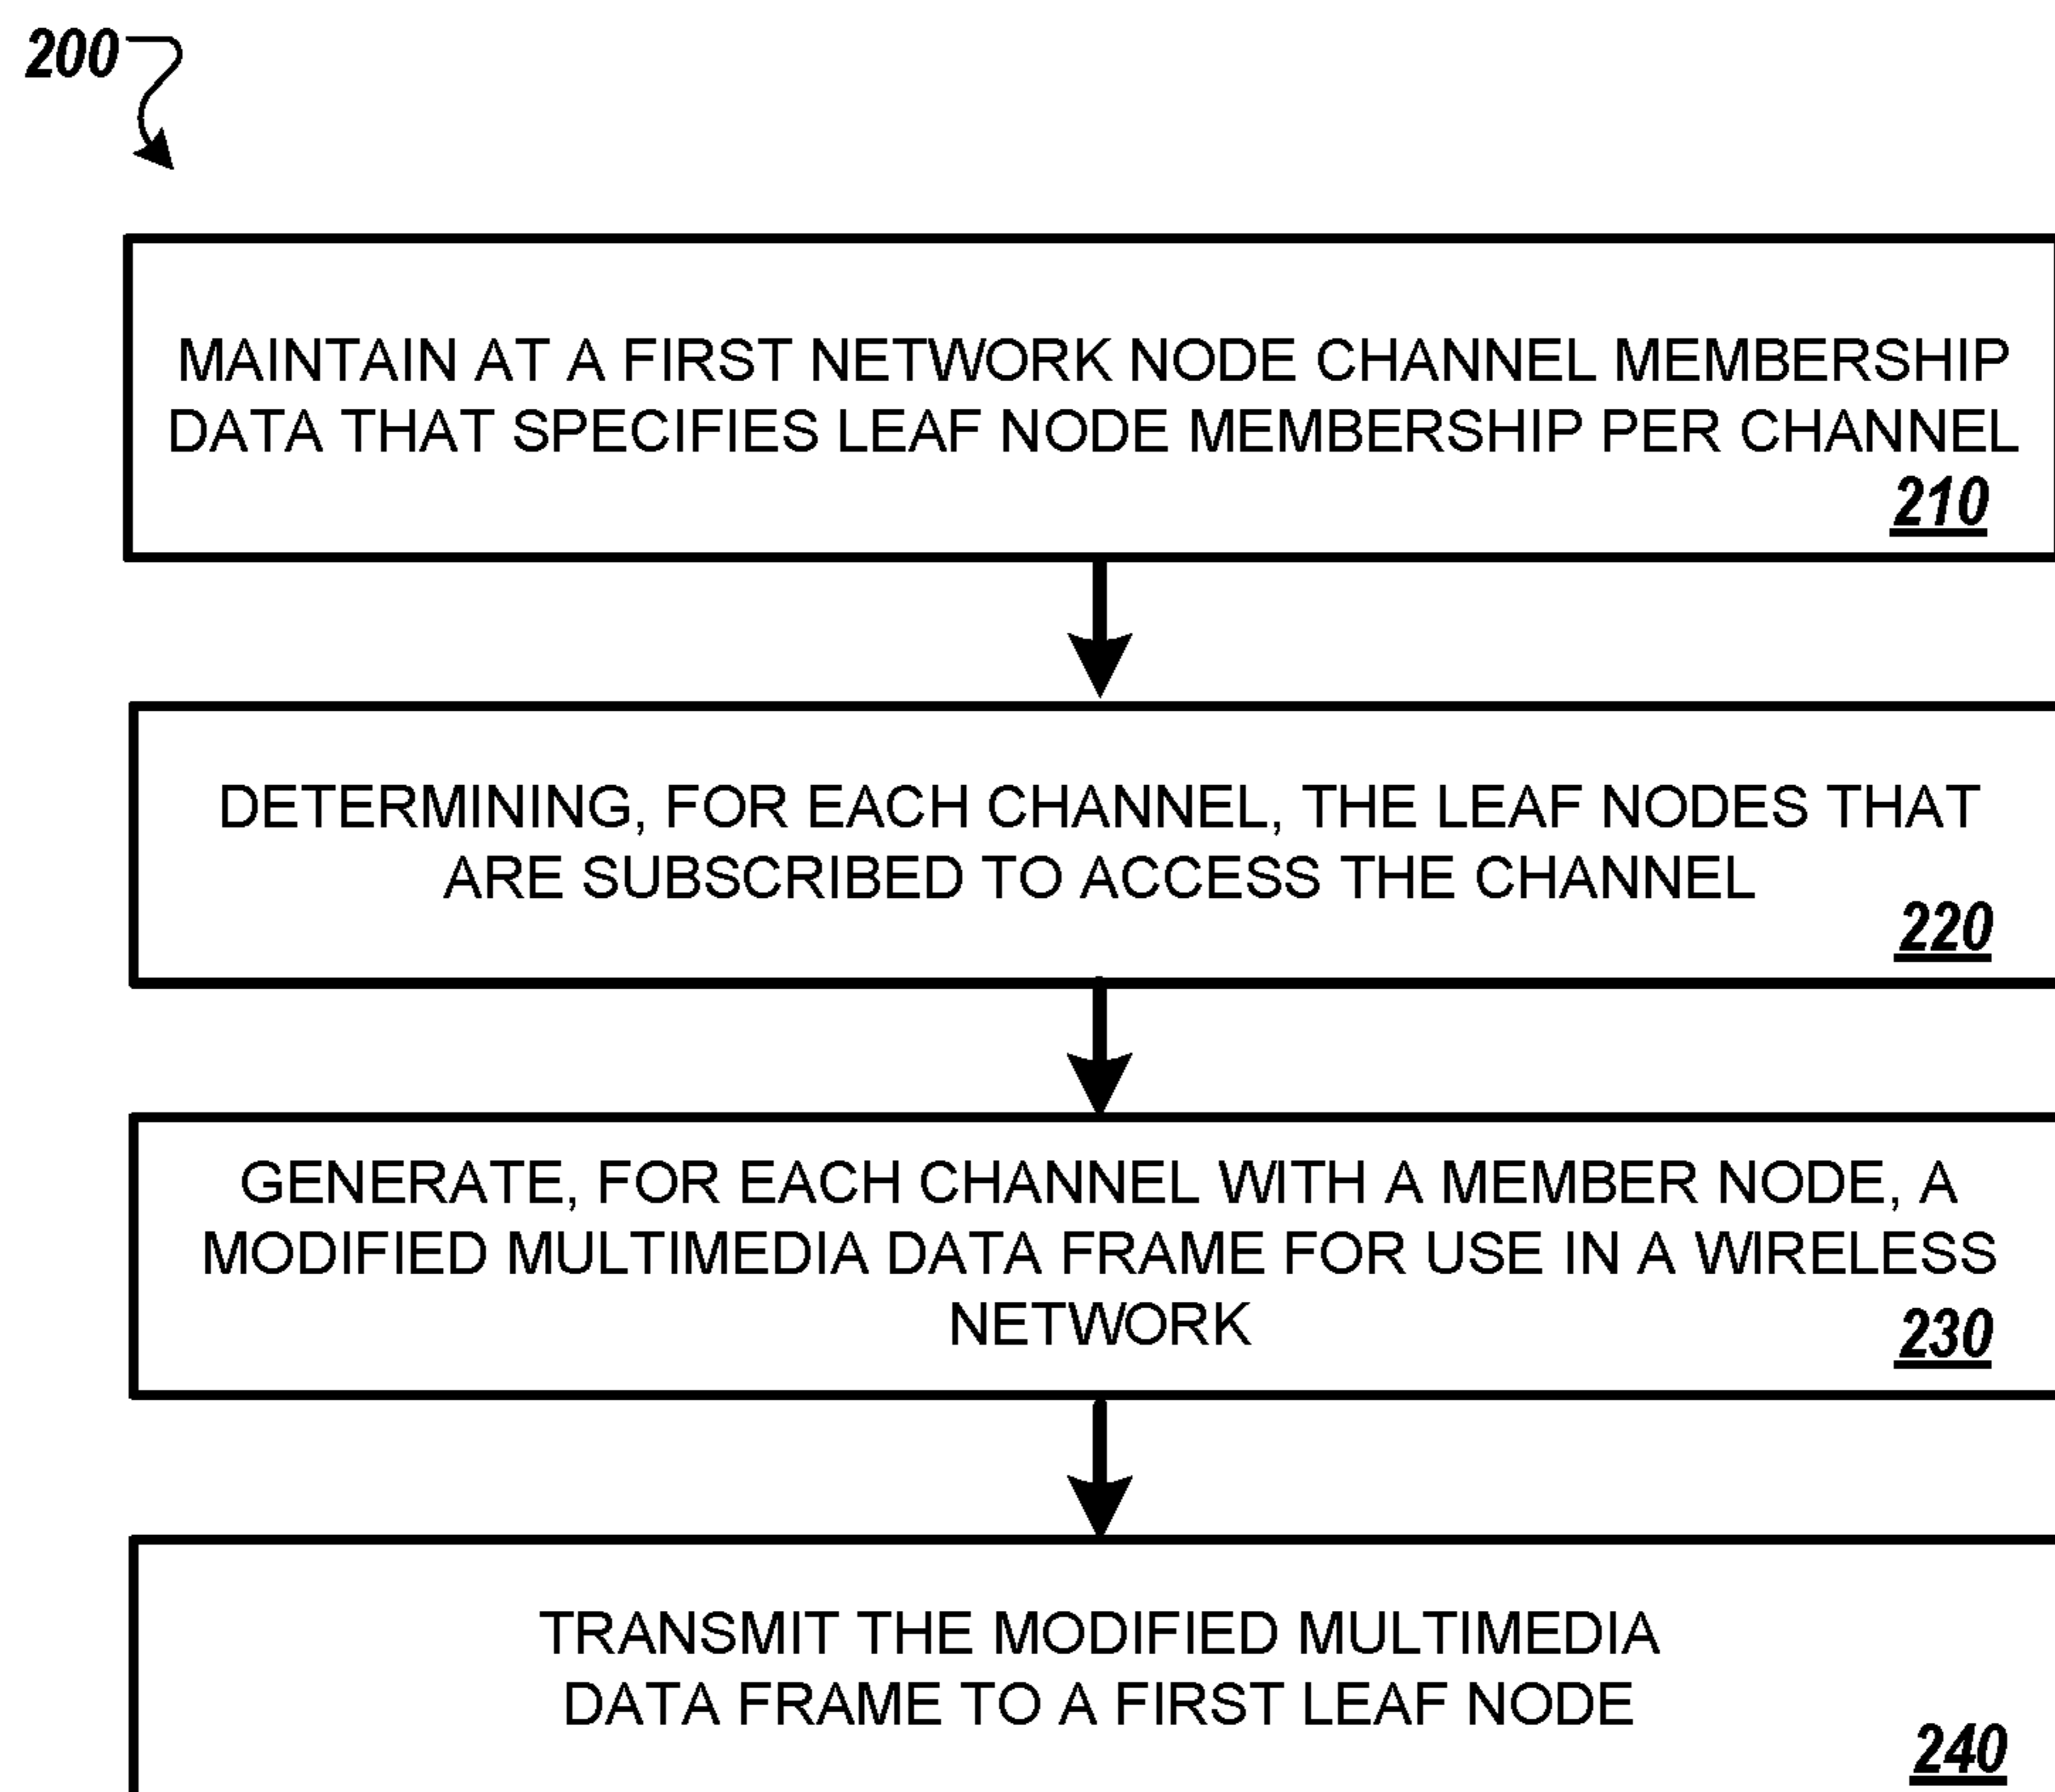 200
MAINTAIN AT A FIRST NETWORK NODE CHANNEL MEMBERSHIP
DATA THAT SPECIFIES LEAF NODE MEMBERSHIP PER CHANNEL
210
DETERMINING, FOR EACH CHANNEL, THE LEAF NODES THAT
ARE SUBSCRIBED TO ACCESS THE CHANNEL
220
GENERATE, FOR EACH CHANNEL WITH A MEMBER NODE, A
MODIFIED MULTIMEDIA DATA FRAME FOR USE IN A WIRELESS
NETWORK
230
TRANSMIT THE MODIFIED MULTIMEDIA
DATA FRAME TO A FIRST LEAF NODE
240